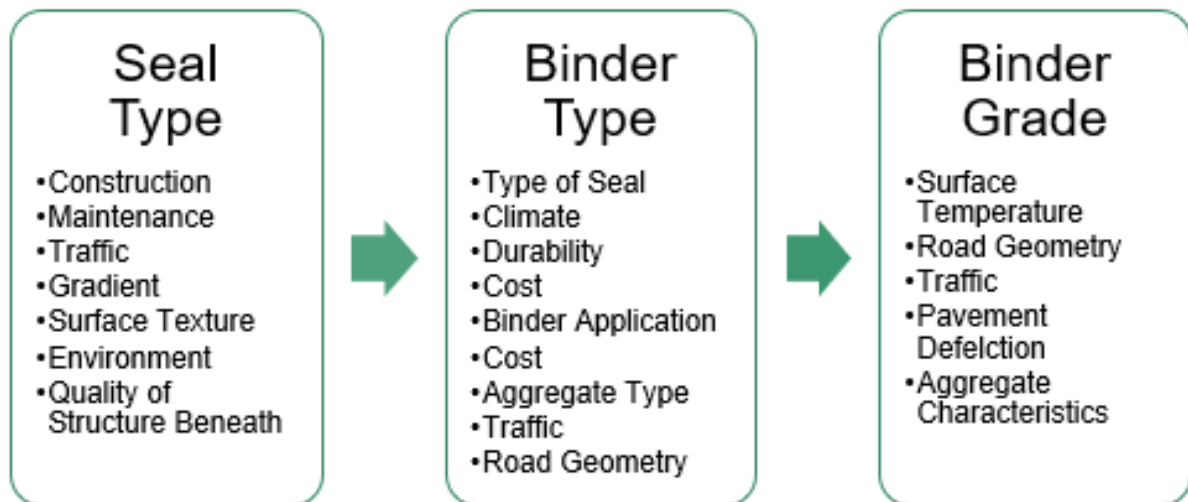 Seal
Type
•Construction
•Maintenance
•Traffic
•Gradient
•Surface Texture
•Environment
•Quality of
Structure Beneath
Binder
Type
•Type of Seal
•Climate
•Durability
•Cost
•Binder Application
•Cost
•Aggregate Type
•Traffic
•Road Geometry
Binder
Grade
•Surface
Temperature
•Road Geometry
•Traffic
•Pavement
Defelction
•Aggregate
Characteristics